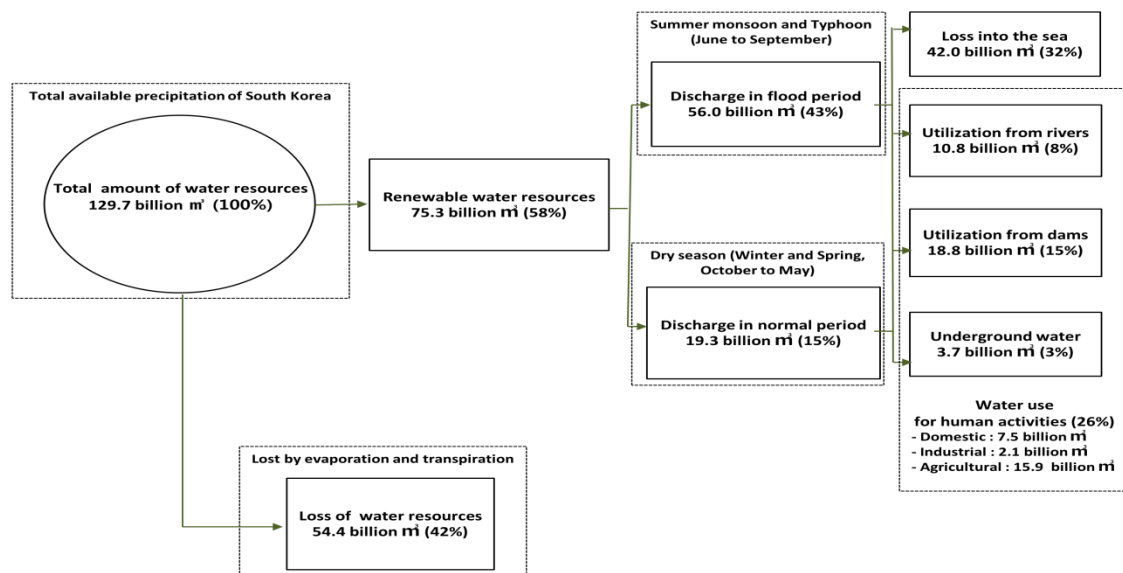 Total available precipitation of South Korea
Total amount of water resources
129.7 billion ㎥ (100%)
Renewable water resources
75.3 billion ㎥ (58%)
Summer monsoon and Typhoon
(June to September)
Discharge in flood period
56.0 billion ㎥ (43%)
Dry season (Winter and Spring,
October to May)
Discharge in normal period
19.3 billion ㎥ (15%)
Loss into the sea
42.0 billion ㎥ (32%)
Utilization from rivers
10.8 billion ㎥ (8%)
Utilization from dams
18.8 billion ㎥ (15%)
Underground water
3.7 billion ㎥ (3%)
Water use
for human activities (26%)
- Domestic : 7.5 billion ㎥
- Industrial : 2.1 billion ㎥
- Agricultural : 15.9 billion ㎥
Lost by evaporation and transpiration
Loss of water resources
54.4 billion ㎥ (42%)